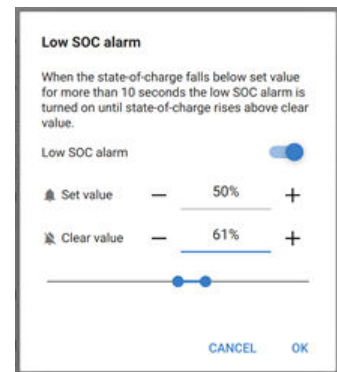 Low SOC alarm
When the state-of-charge falls below set value
for more than 10 seconds the low SOC alarm is
turned on until state-of-charge rises above clear
value.
Low SOC alarm
Set value — 50% +
Clear value — 61% +
CANCEL OK